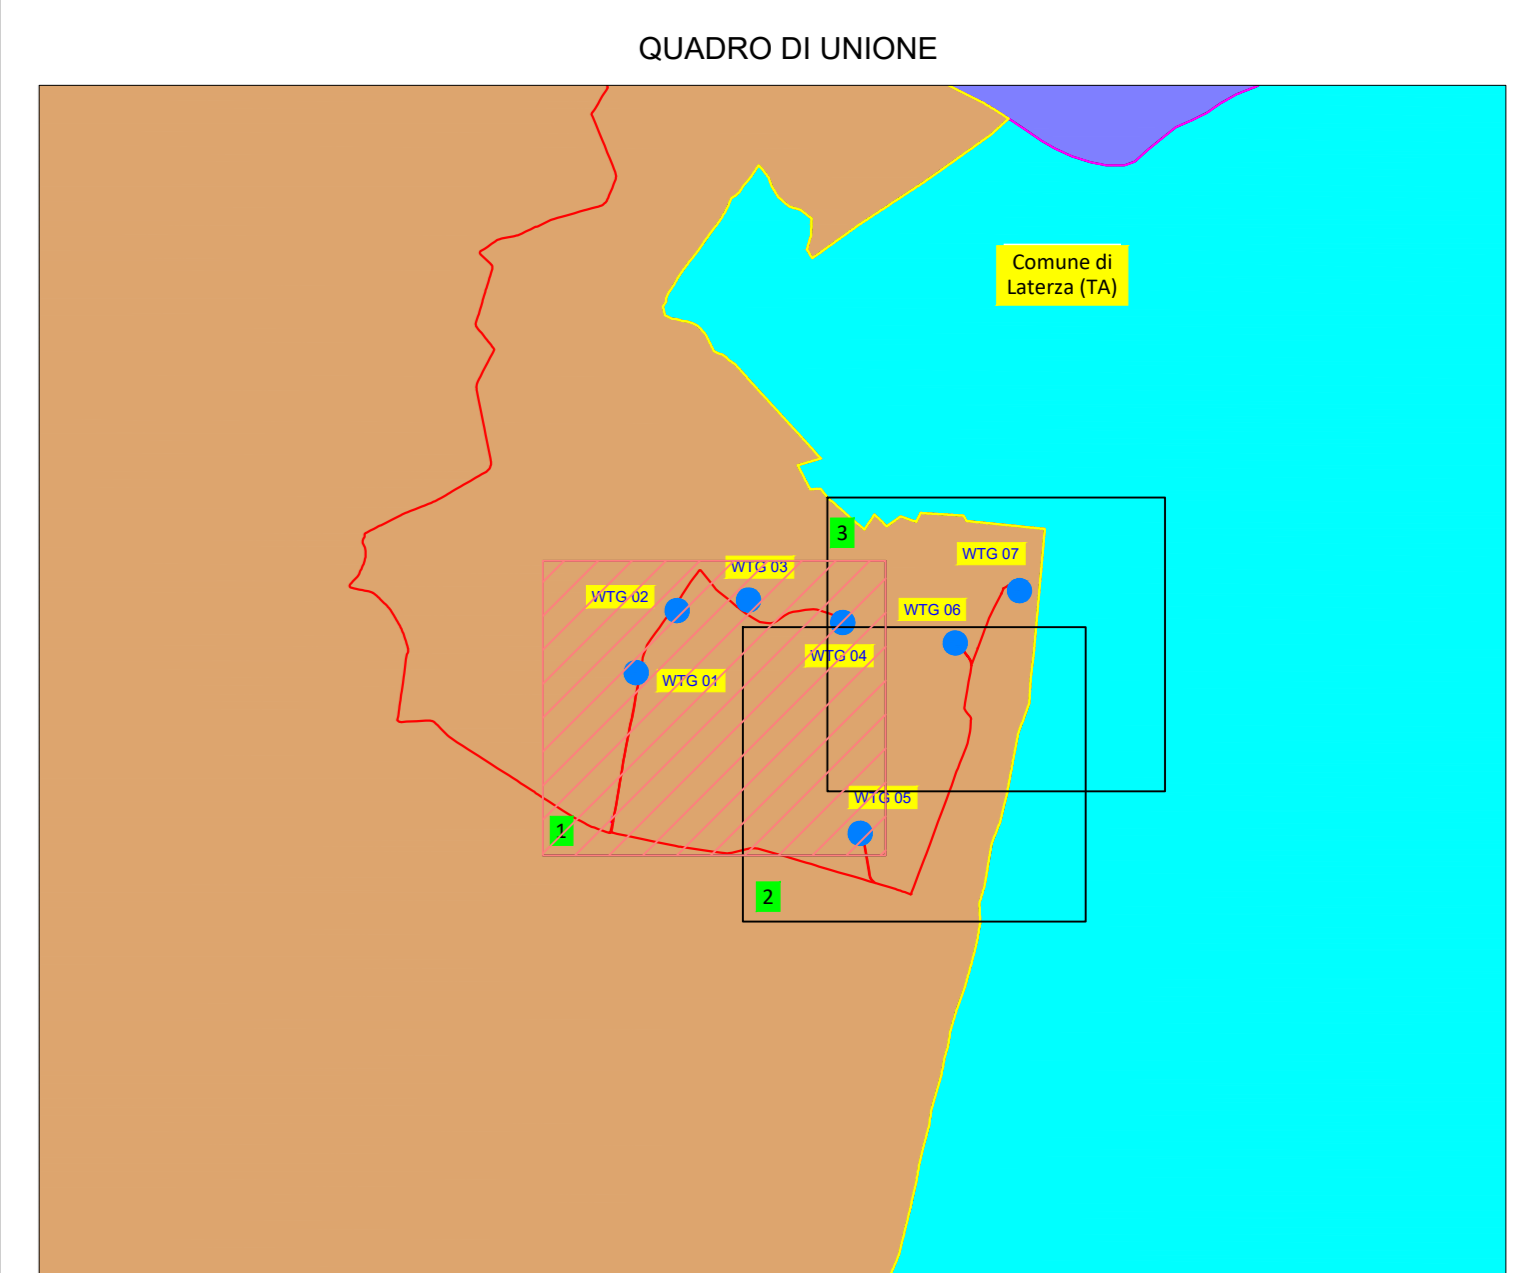 QUADRO DI UNIONE
Comune di
Laterza (TA)
3
WTG 07
WTG 03
WTG 02
WTG 06
WTG 04
WTG 01
WTG 05
1
2